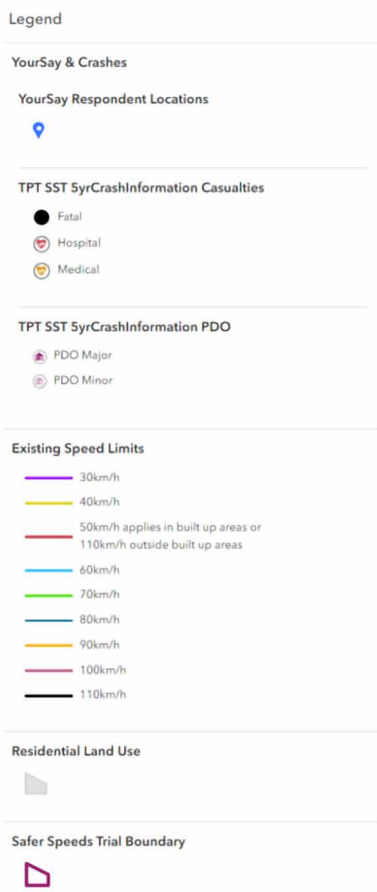 Legend
YourSay & Crashes
YourSay Respondent Locations
TPT SST 5yrCrashInformation Casualties
Fatal
Hospital
Medical
TPT SST 5yrCrashInformation PDO
PDO Major
PDO Minor
Existing Speed Limits
30km/h
40km/h
50km/h applies in built up areas or
110km/h outside built up areas
60km/h
70km/h
80km/h
90km/h
100km/h
110km/h
Residential Land Use
Safer Speeds Trial Boundary